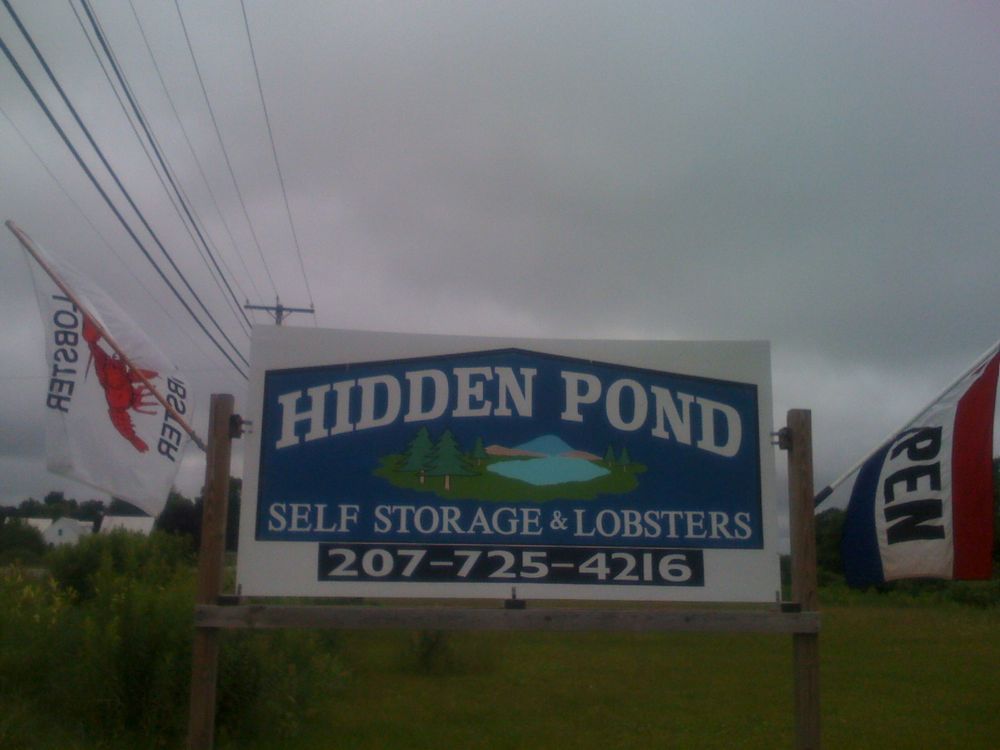 HIDDEN POND
SELF STORAGE & LOBSTERS
207-725-4216
LOBSTER